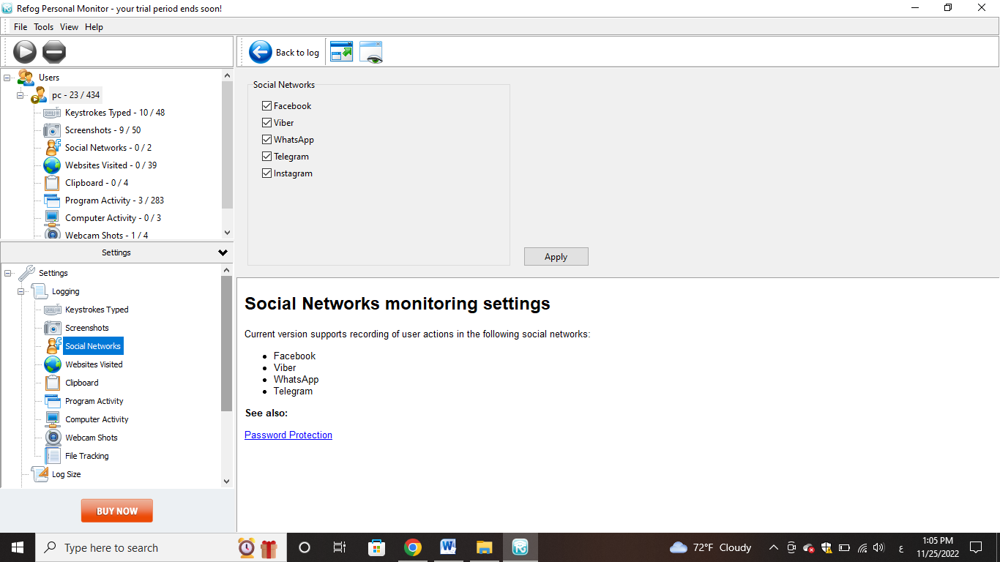 Refog Personal Monitor - your trial period ends soon!
File Tools View Help
Back to log
Users
pc - 23 / 434
Keystrokes Typed - 10 / 48
Screenshots - 9 / 50
Social Networks - 0 / 2
Websites Visited - 0 / 39
Clipboard - 0 / 4
Program Activity - 3 / 283
Computer Activity - 0 / 3
Webcam Shots - 1 / 4
Settings
Settings
Logging
Keystrokes Typed
Screenshots
Social Networks
Websites Visited
Clipboard
Program Activity
Computer Activity
Webcam Shots
File Tracking
Log Size
BUY NOW
Social Networks
Facebook
Viber
WhatsApp
Telegram
Instagram
Apply
Social Networks monitoring settings
Current version supports recording of user actions in the following social networks:
Facebook
Viber
WhatsApp
Telegram
See also:
Password Protection
Type here to search
72°F Cloudy
ع
1:05 PM
11/25/2022